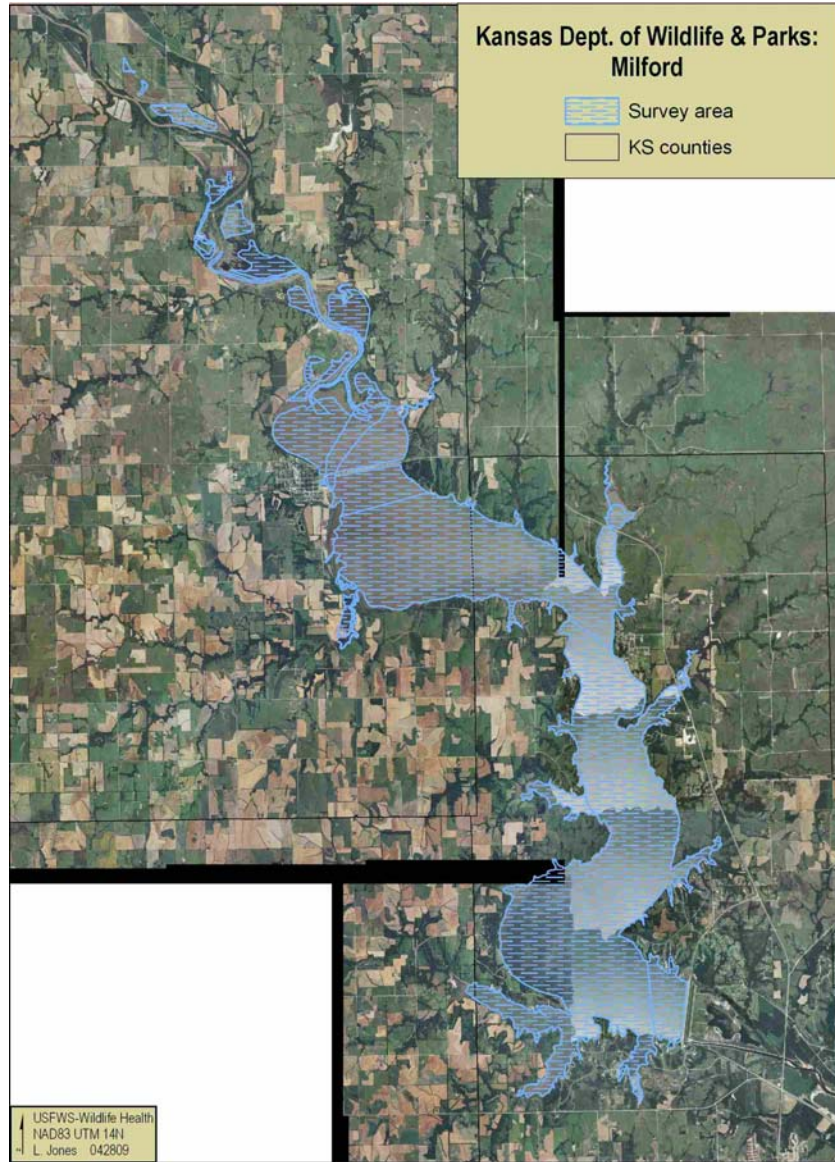 Kansas Dept. of Wildlife & Parks:
Milford
Survey area
KS counties
USFWS-Wildlife Health
NAD83 UTM 14N
L. Jones 042809